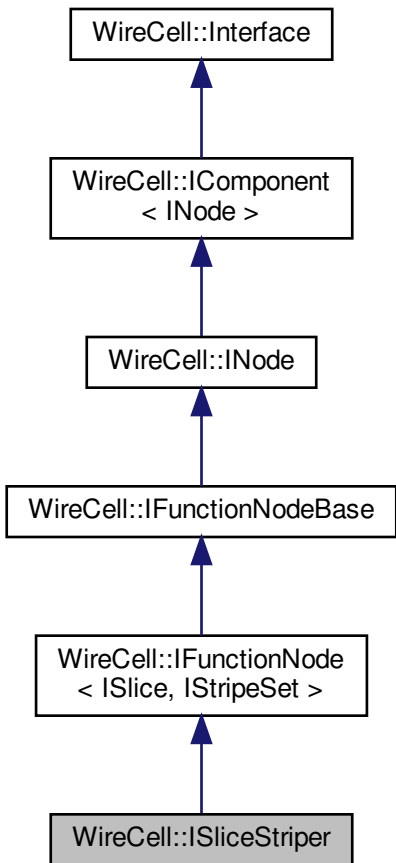 WireCell::Interface
WireCell::IComponent
< INode >
WireCell::INode
WireCell::IFunctionNodeBase
WireCell::IFunctionNode
< ISlice, IStripeSet >
WireCell::ISliceStriper